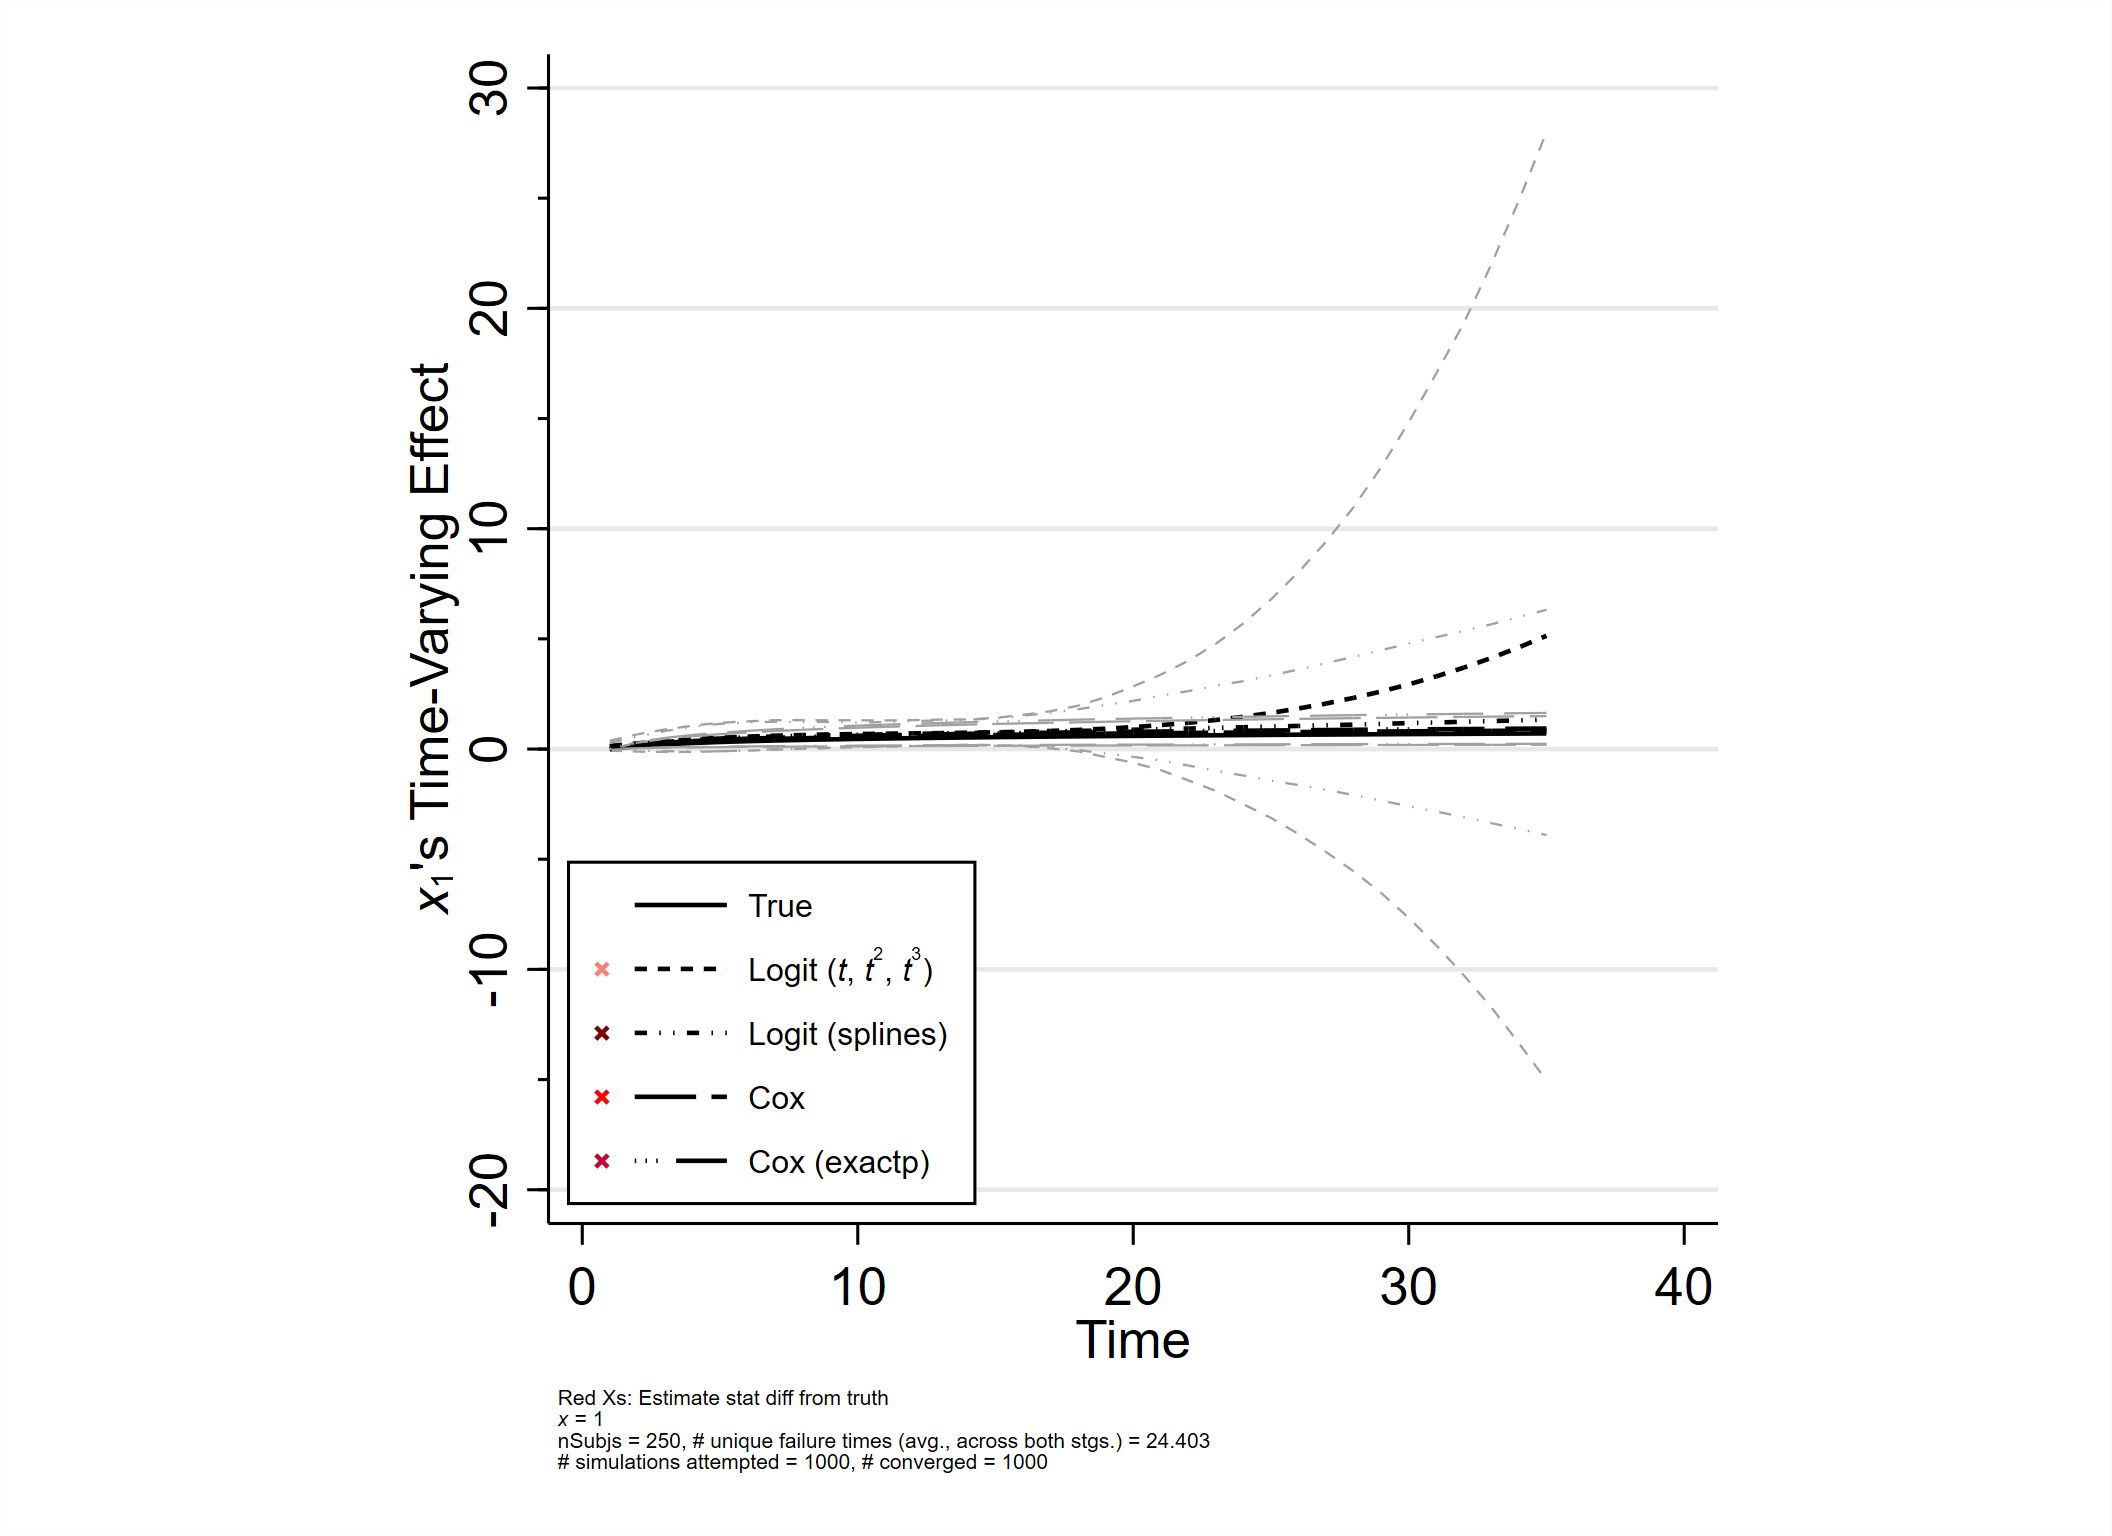 30
20
10
0
-10
-20
x₁'s Time-Varying Effect
True
Logit (t, t², t³)
Logit (splines)
Cox
Cox (exactp)
0 10 20 30 40
Time
Red Xs: Estimate stat diff from truth
x = 1
nSubjs = 250, # unique failure times (avg., across both stgs.) = 24.403
# simulations attempted = 1000, # converged = 1000